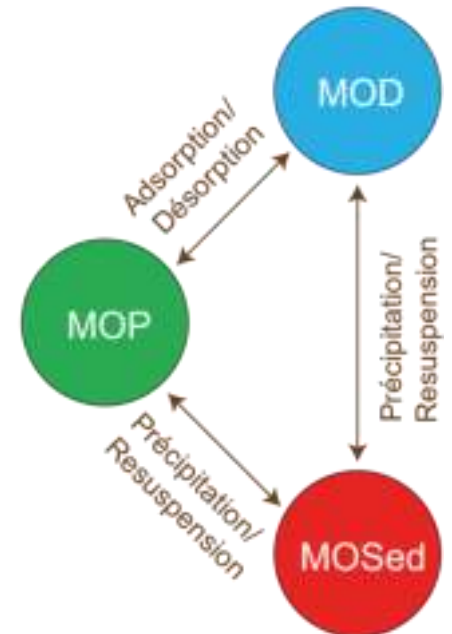 MOD
Adsorption/
Désorption
MOP
Précipitation/
Resuspension
Précipitation/
Resuspension
MOSed